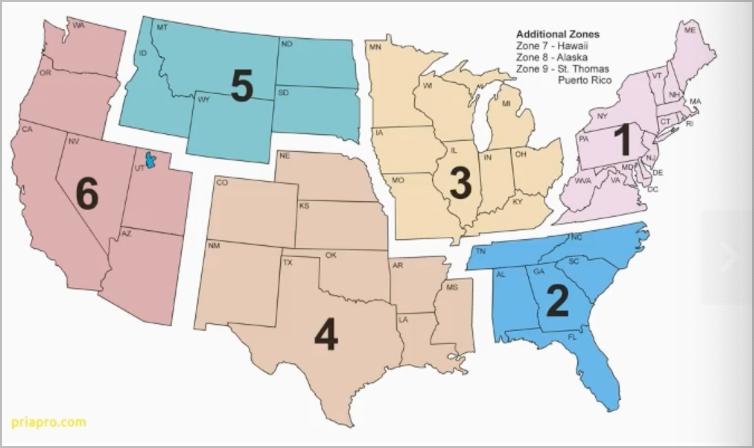 Additional Zones
Zone 7 - Hawaii
Zone 8 - Alaska
Zone 9 - St. Thomas
Puerto Rico
WA
OR
CA
NV
UT
AZ
6
MT
ID
ND
SD
WY
5
NE
CO
KS
NM
TX
OK
AR
LA
MS
4
MN
WI
MI
IA
IL
IN
OH
MO
KY
3
ME
VT
NH
MA
NY
CT
RI
PA
NJ
MD
DE
DC
WVA
VA
1
TN
NC
SC
AL
GA
FL
2
priapro.com